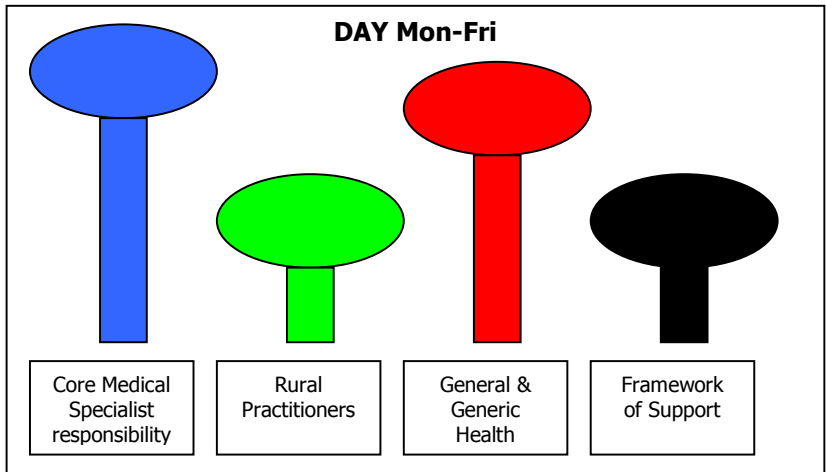 DAY Mon-Fri
Core Medical
Specialist
responsibility
Rural
Practitioners
General &
Generic
Health
Framework
of Support